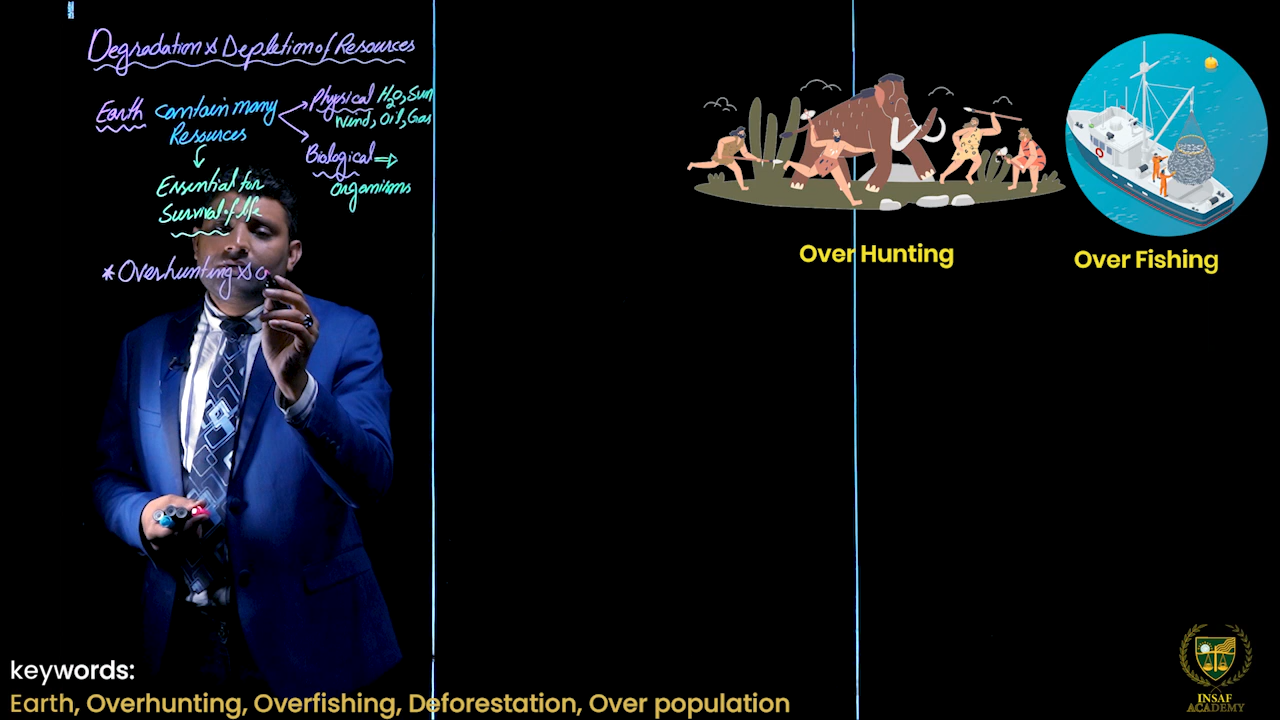 Degradation & Depletion of Resources
Earth contain many Resources
Physical H2O, Sun
Wind, Oil, Gas
Biological ⇒
organisms
Essential for
Survival of life
* Overhunting & o
Over Hunting
Over Fishing
keywords:
Earth, Overhunting, Overfishing, Deforestation, Over population
INSAF
ACADEMY